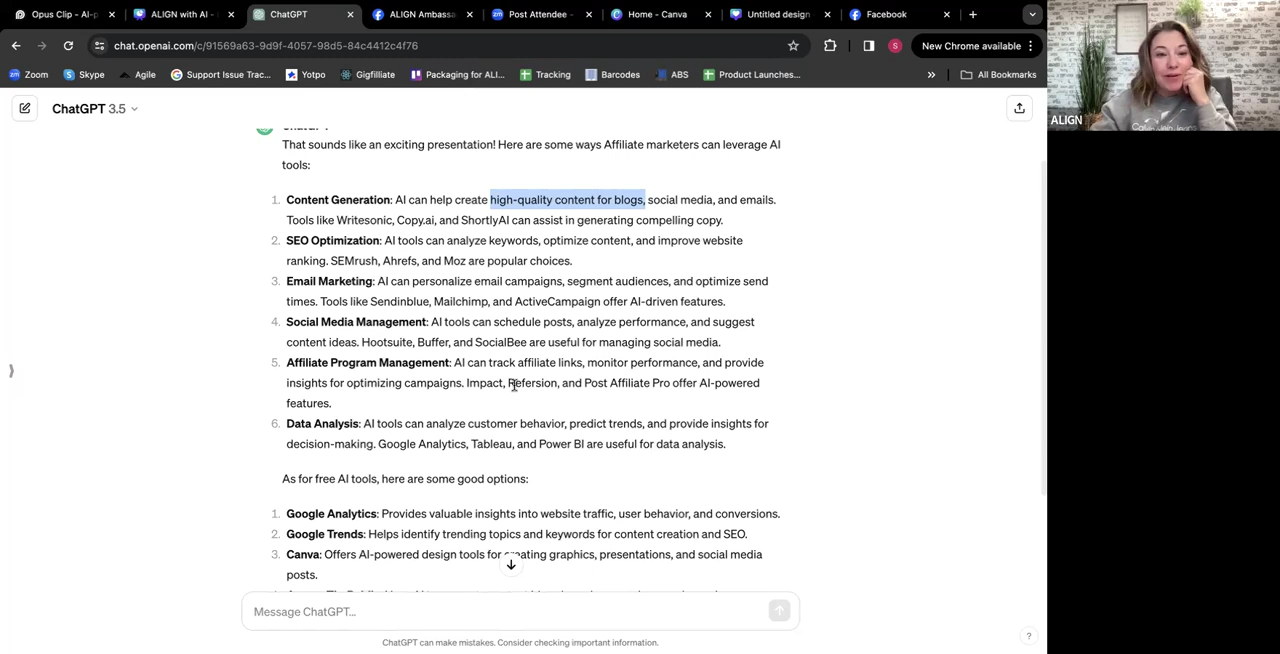 Opus Clip - AI-p
ALIGN with AI -
ChatGPT
ALIGN Ambass
Post Attendee -
Home - Canva
Untitled design
Facebook
chat.openai.com/c/91569a63-9d9f-4057-98d5-84c4412c4f76
S
New Chrome available
zm Zoom
Skype
Agile
Support Issue Trac...
Yotpo
Gigfiliate
Packaging for ALI...
Tracking
Barcodes
ABS
Product Launches...
»
All Bookmarks
ChatGPT 3.5
ALIGN
That sounds like an exciting presentation! Here are some ways Affiliate marketers can leverage AI
tools:
1. Content Generation: AI can help create high-quality content for blogs, social media, and emails.
Tools like Writesonic, Copy.ai, and ShortlyAI can assist in generating compelling copy.
2. SEO Optimization: AI tools can analyze keywords, optimize content, and improve website
ranking. SEMrush, Ahrefs, and Moz are popular choices.
3. Email Marketing: AI can personalize email campaigns, segment audiences, and optimize send
times. Tools like Sendinblue, Mailchimp, and ActiveCampaign offer AI-driven features.
4. Social Media Management: AI tools can schedule posts, analyze performance, and suggest
content ideas. Hootsuite, Buffer, and SocialBee are useful for managing social media.
5. Affiliate Program Management: AI can track affiliate links, monitor performance, and provide
insights for optimizing campaigns. Impact, Refersion, and Post Affiliate Pro offer AI-powered
features.
6. Data Analysis: AI tools can analyze customer behavior, predict trends, and provide insights for
decision-making. Google Analytics, Tableau, and Power BI are useful for data analysis.
As for free AI tools, here are some good options:
1. Google Analytics: Provides valuable insights into website traffic, user behavior, and conversions.
2. Google Trends: Helps identify trending topics and keywords for content creation and SEO.
3. Canva: Offers AI-powered design tools for creating graphics, presentations, and social media
posts.
Message ChatGPT...
ChatGPT can make mistakes. Consider checking important information.
?